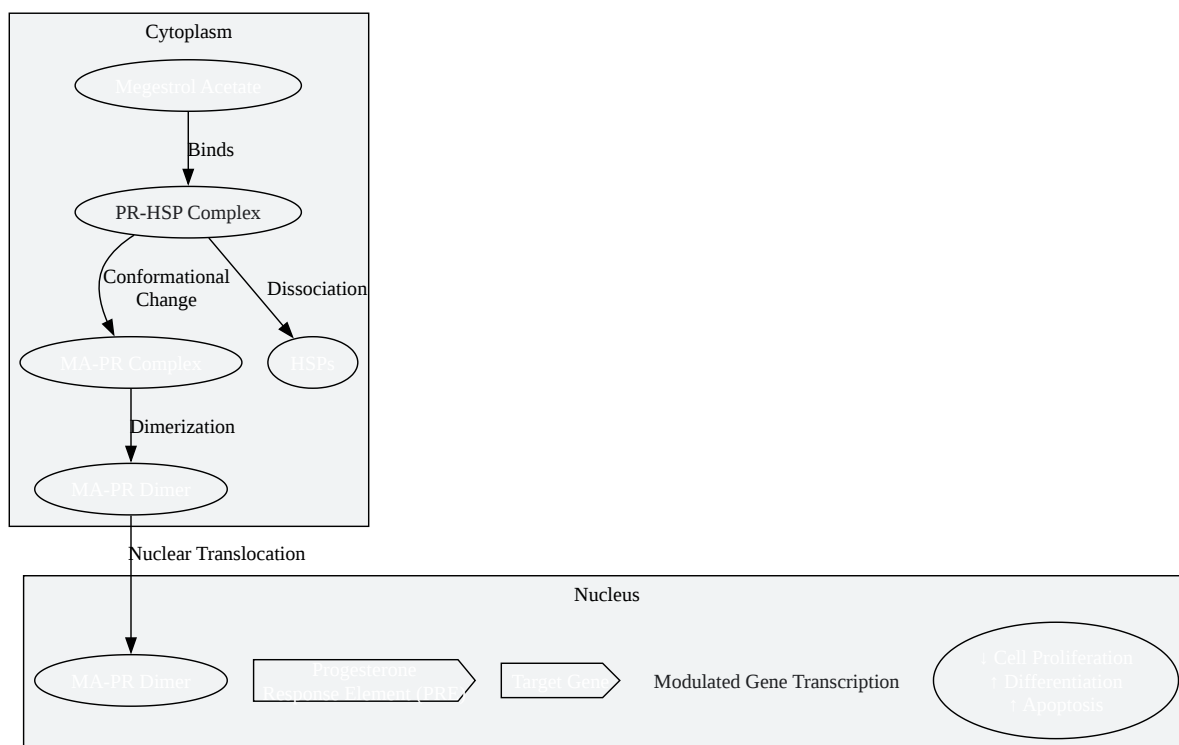 Cytoplasm
Megestrol Acetate
Binds
PR-HSP Complex
Conformational
Change
Dissociation
MA-PR Complex
HSPs
Dimerization
MA-PR Dimer
Nuclear Translocation
Nucleus
MA-PR Dimer
Progesterone
Response Element (PRE)
Target Gene
Modulated Gene Transcription
↓ Cell Proliferation
↑ Differentiation
↑ Apoptosis